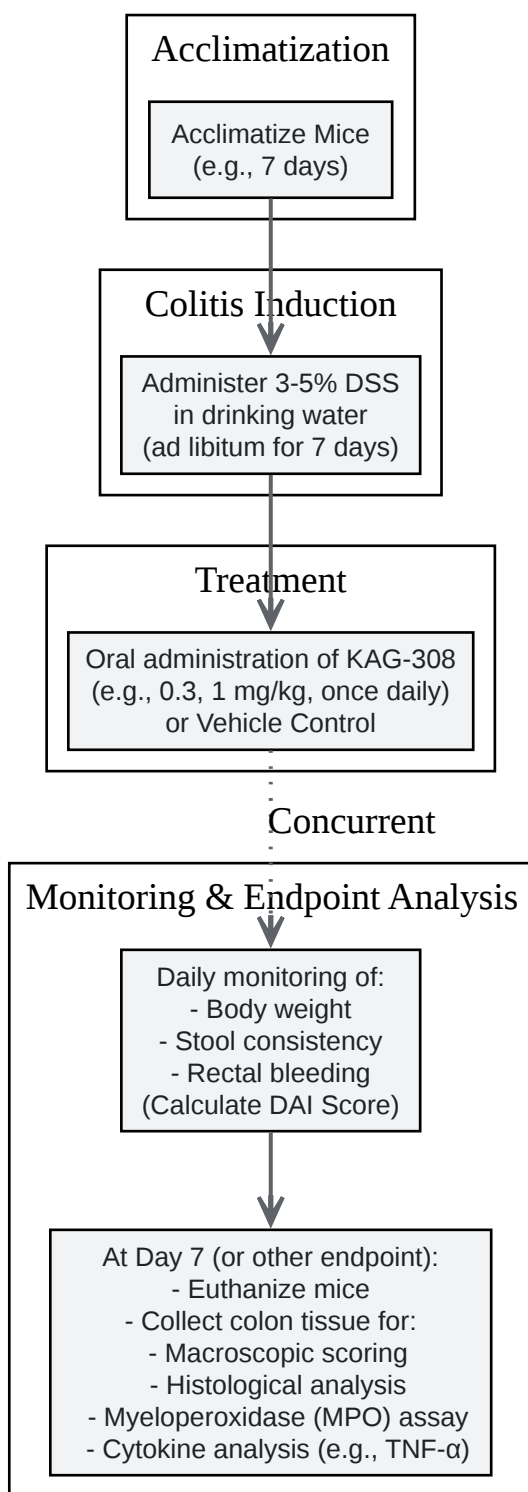 Acclimatization
Acclimatize Mice
(e.g., 7 days)
Colitis Induction
Administer 3-5% DSS
in drinking water
(ad libitum for 7 days)
Treatment
Oral administration of KAG-308
(e.g., 0.3, 1 mg/kg, once daily)
or Vehicle Control
Concurrent
Monitoring & Endpoint Analysis
Daily monitoring of:
- Body weight
- Stool consistency
- Rectal bleeding
(Calculate DAI Score)
At Day 7 (or other endpoint):
- Euthanize mice
- Collect colon tissue for:
- Macroscopic scoring
- Histological analysis
- Myeloperoxidase (MPO) assay
- Cytokine analysis (e.g., TNF-α)